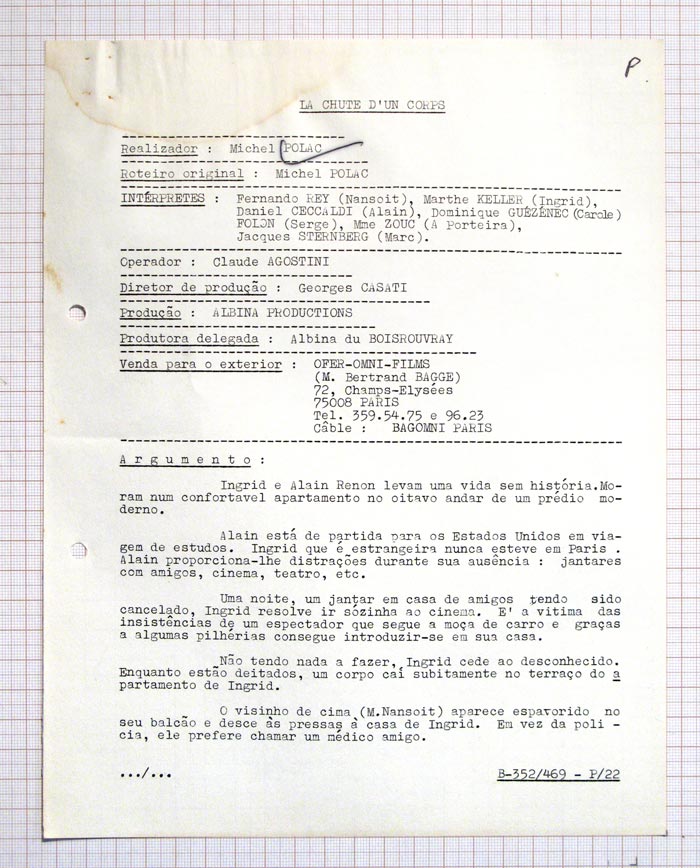 P
LA CHUTE D'UN CORPS
Realizador : Michel POLAC
Roteiro original : Michel POLAC
INTÉRPRETES : Fernando REY (Nansoit), Marthe KELLER (Ingrid),
Daniel CECCALDI (Alain), Dominique GUÉZÉNEC (Carole)
FOLON (Serge), Mme ZOUC (A Porteira),
Jacques STERNBERG (Marc).
Operador : Claude AGOSTINI
Diretor de produção : Georges CASATI
Produção : ALBINA PRODUCTIONS
Produtora delegada : Albina du BOISROUVRAY
Venda para o exterior : OFER-OMNI-FILMS
(M. Bertrand BAGGE)
72, Champs-Elysées
75008 PARIS
Tel. 359.54.75 e 96.23
Câble : BAGOMNI PARIS
A r g u m e n t o :
Ingrid e Alain Renon levam uma vida sem história.Mo-
ram num confortavel apartamento no oitavo andar de um prédio mo-
derno.
Alain está de partida para os Estados Unidos em via-
gem de estudos. Ingrid que é estrangeira nunca esteve em Paris .
Alain proporciona-lhe distrações durante sua ausência : jantares
com amigos, cinema, teatro, etc.
Uma noite, um jantar em casa de amigos tendo sido
cancelado, Ingrid resolve ir sózinha ao cinema. E' a vitima das
insistências de um espectador que segue a moça de carro e graças
a algumas pilhérias consegue introduzir-se em sua casa.
Não tendo nada a fazer, Ingrid cede ao desconhecido.
Enquanto estão deitados, um corpo cai subitamente no terraço do a
partamento de Ingrid.
O visinho de cima (M.Nansoit) aparece espavorido no
seu balcão e desce às pressas à casa de Ingrid. Em vez da poli -
cia, ele prefere chamar um médico amigo.
.../... B-352/469 - P/22